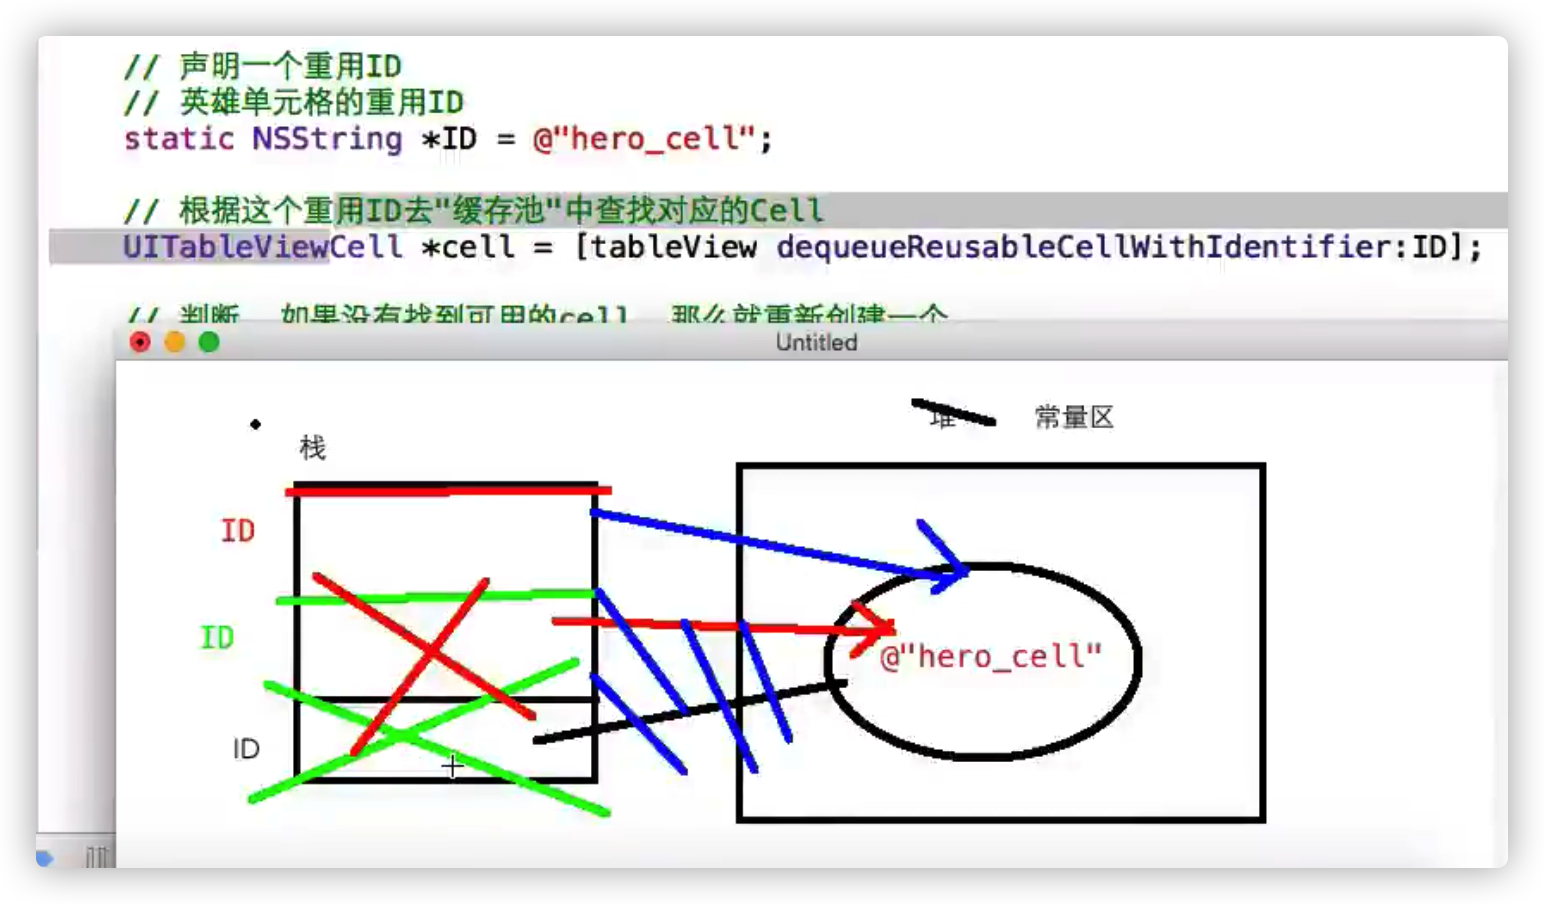 // 声明一个重用ID
// 英雄单元格的重用ID
static NSString *ID = @"hero_cell";
// 根据这个重用ID去"缓存池"中查找对应的Cell
UITableViewCell *cell = [tableView dequeueReusableCellWithIdentifier:ID];
// 判断, 如果没有找到可用的cell, 那么就重新创建一个
Untitled
堆 常量区
栈
ID
ID
@"hero_cell"
ID